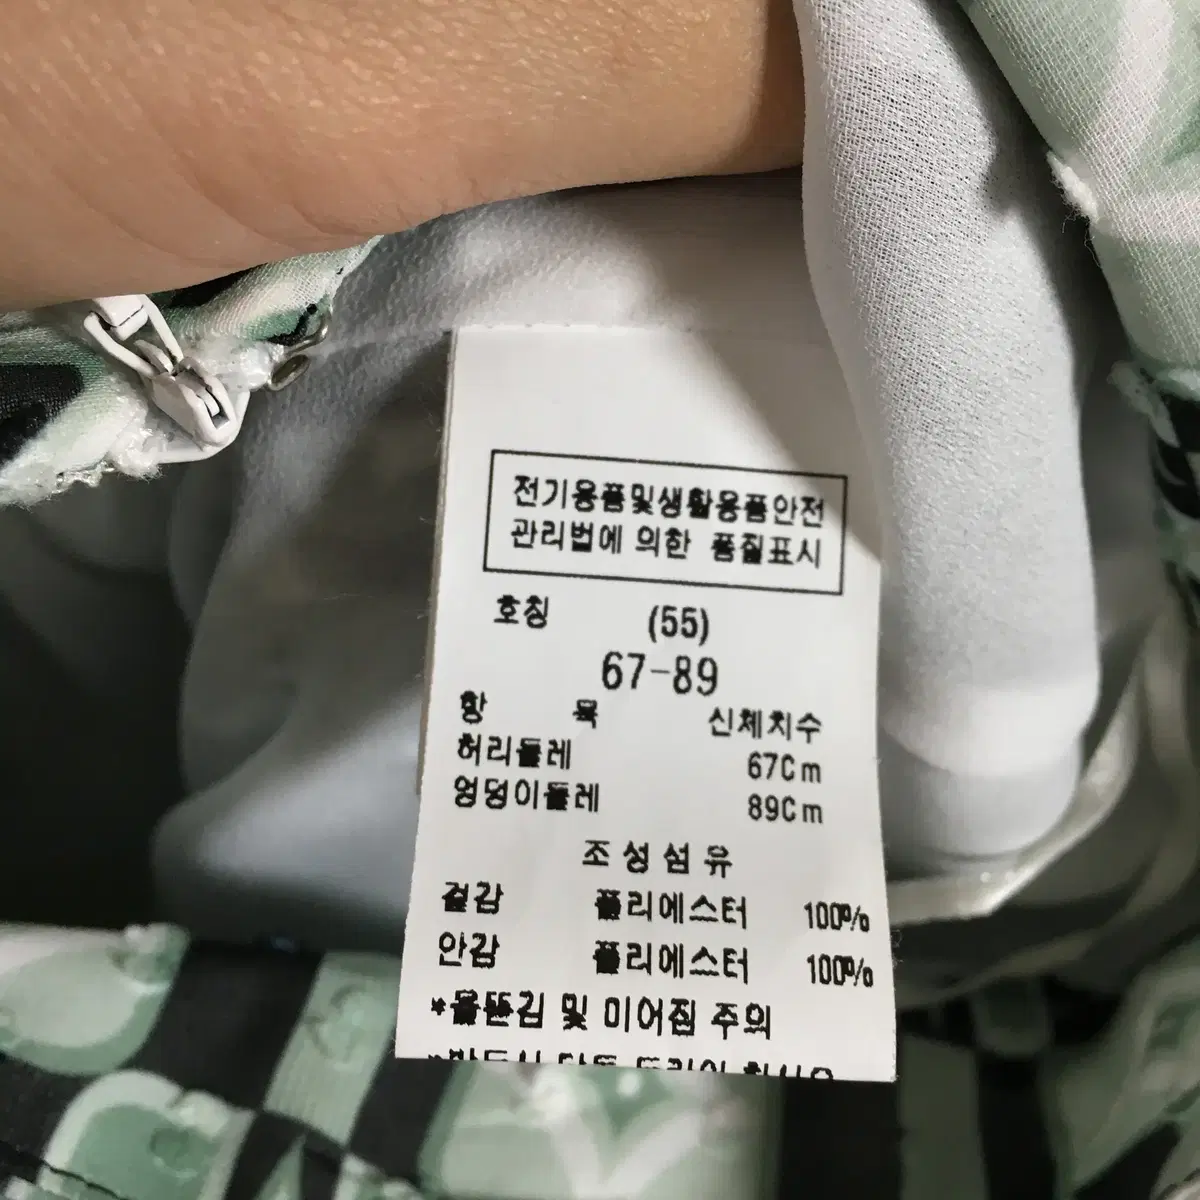 전기용품및생활용품안전
관리법에 의한 품질표시
호칭 (55)
67-89
항 목 신체치수
허리둘레 67Cm
엉덩이둘레 89Cm
조성섬유
겉감 폴리에스터 100%
안감 폴리에스터 100%
*올뜯김 및 미어짐 주의